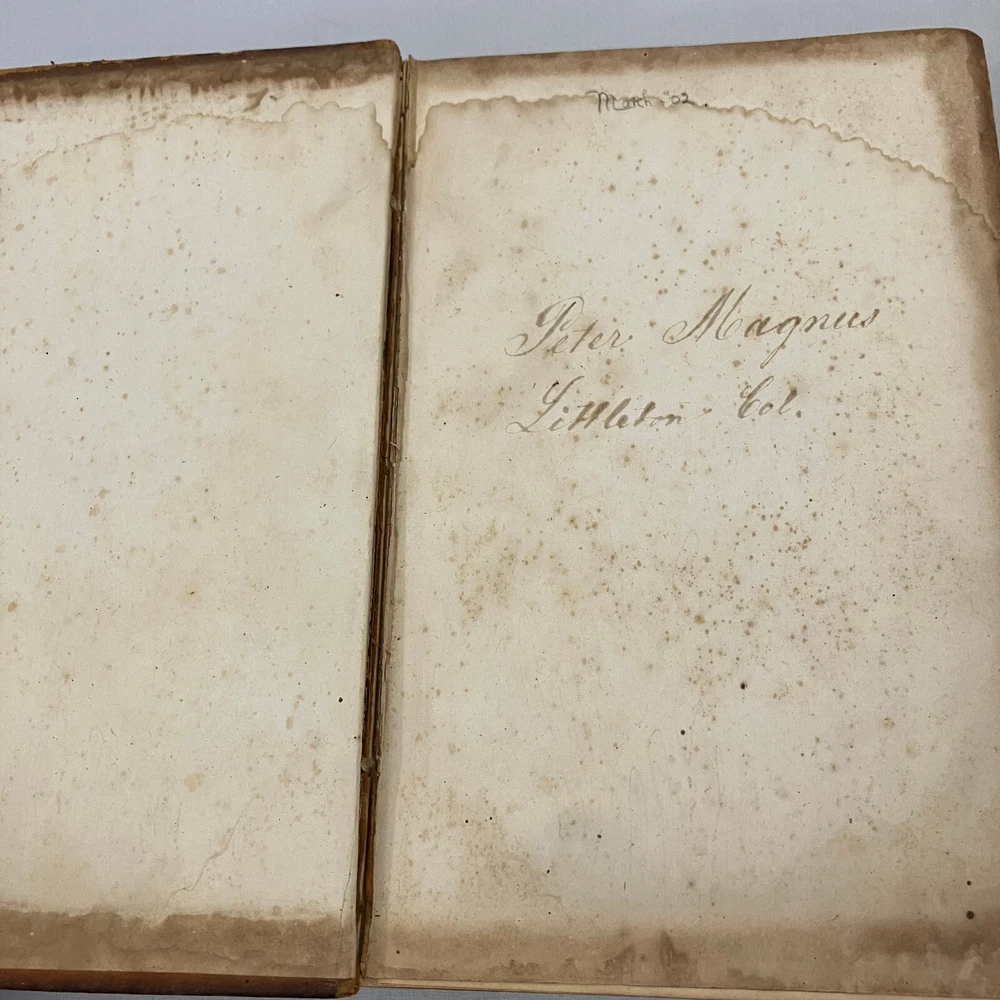 March '02.
Peter Magnus
Littleton Col.